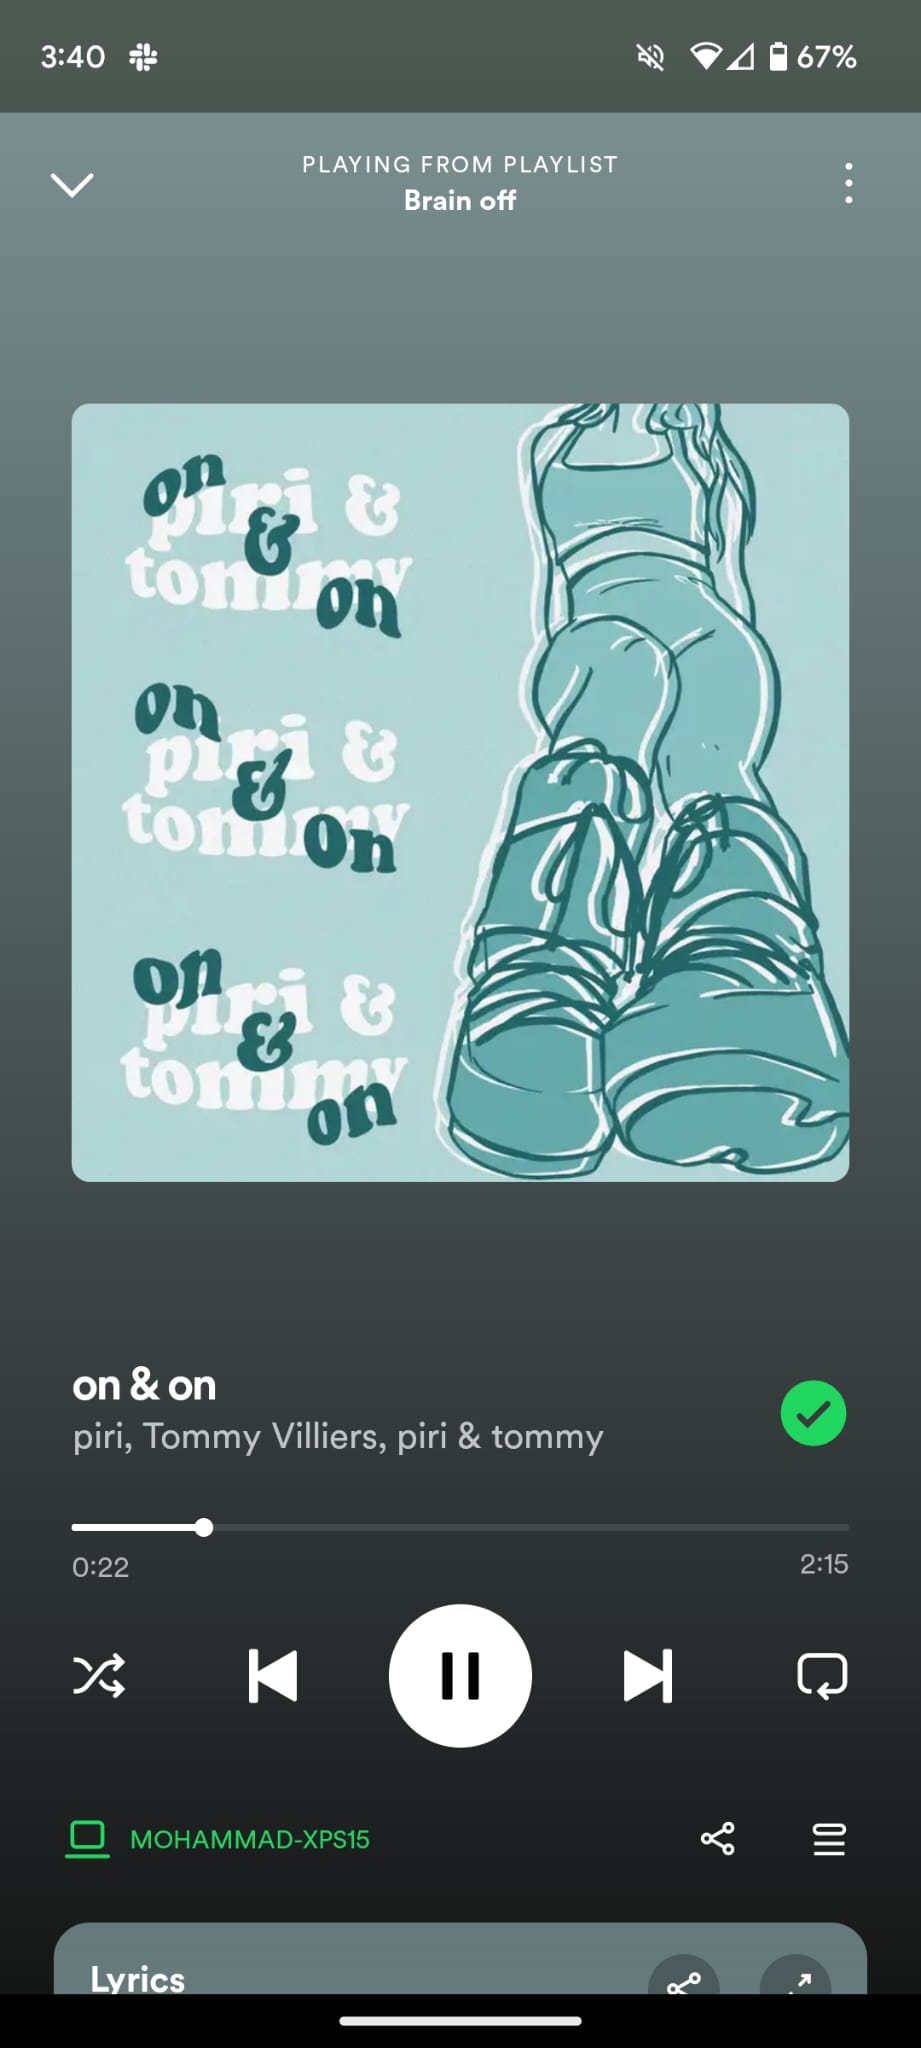 3:40
67%
PLAYING FROM PLAYLIST
Brain off
on
piri &
&
tommy
on
on
piri &
&
tommy
on
on
piri &
&
tommy
on
on & on
piri, Tommy Villiers, piri & tommy
0:22
2:15
MOHAMMAD-XPS15
Lyrics